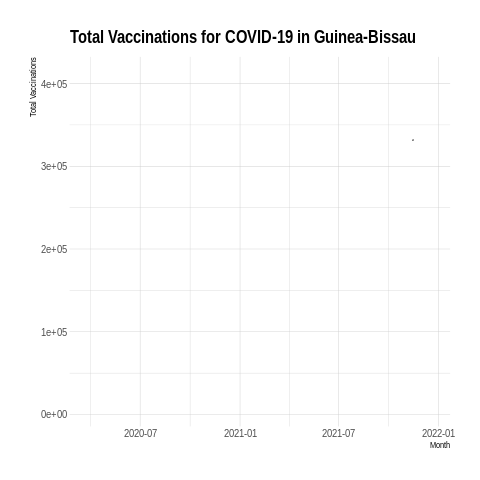 Total Vaccinations for COVID-19 in Guinea-Bissau
Total Vaccinations
4e+05
3e+05
2e+05
1e+05
0e+00
2020-07 2021-01 2021-07 2022-01
Month